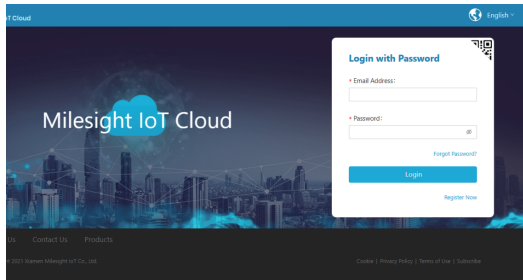 IoT Cloud
English
Login with Password
* Email Address:
Milesight IoT Cloud
* Password:
Forgot Password?
Login
Register Now
Us Contact Us Products
2021 Xiamen Milesight IoT Co., Ltd.
Cookie | Privacy Policy | Terms of Use | Subscribe